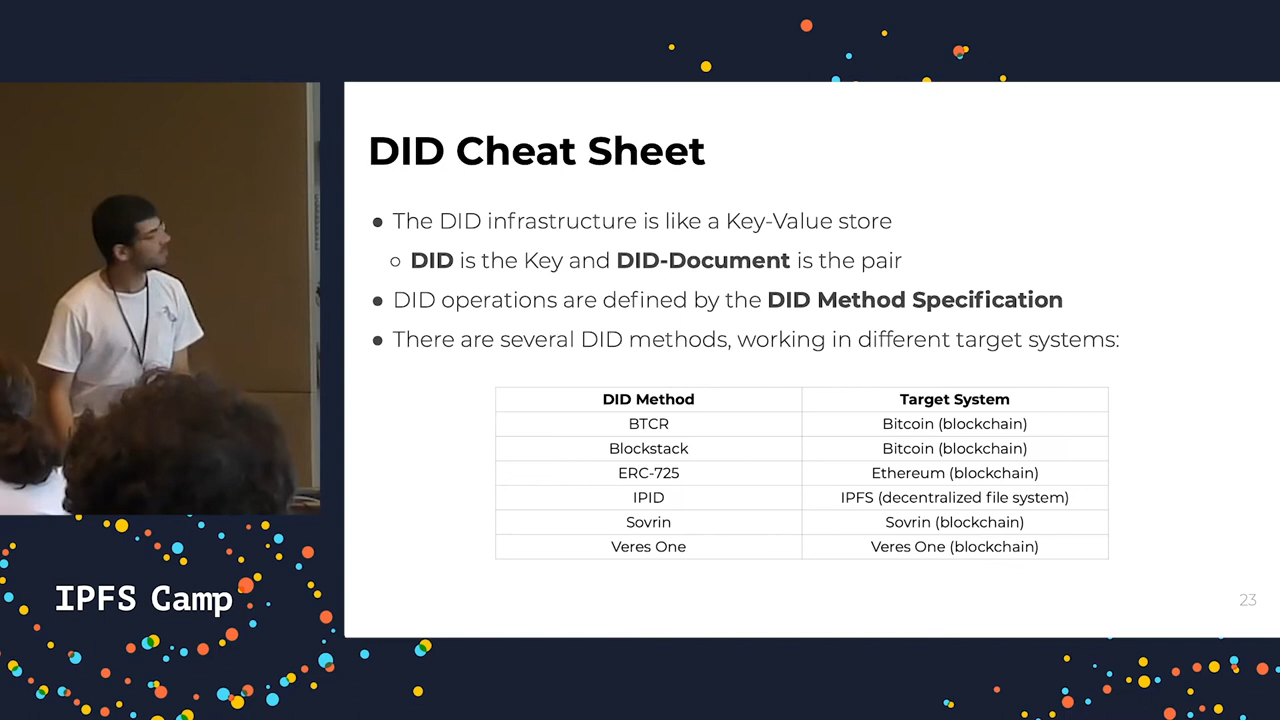 DID Cheat Sheet
● The DID infrastructure is like a Key-Value store
○ DID is the Key and DID-Document is the pair
● DID operations are defined by the DID Method Specification
● There are several DID methods, working in different target systems:
DID Method Target System
BTCR Bitcoin (blockchain)
Blockstack Bitcoin (blockchain)
ERC-725 Ethereum (blockchain)
IPID IPFS (decentralized file system)
Sovrin Sovrin (blockchain)
Veres One Veres One (blockchain)
23
IPFS Camp